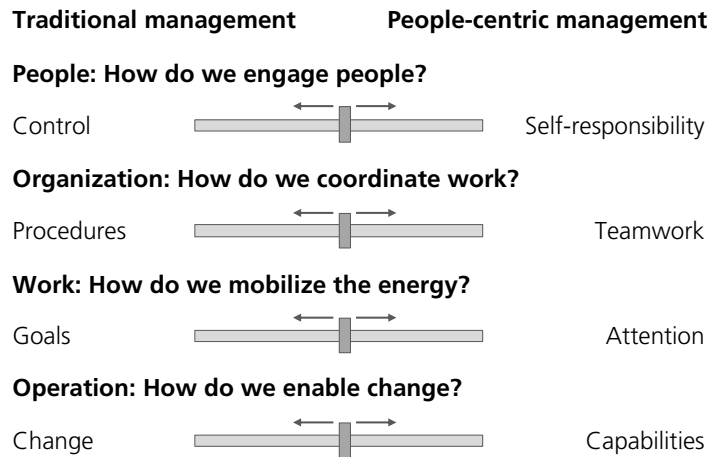 Traditional management People-centric management
People: How do we engage people?
Control Self-responsibility
Organization: How do we coordinate work?
Procedures Teamwork
Work: How do we mobilize the energy?
Goals Attention
Operation: How do we enable change?
Change Capabilities